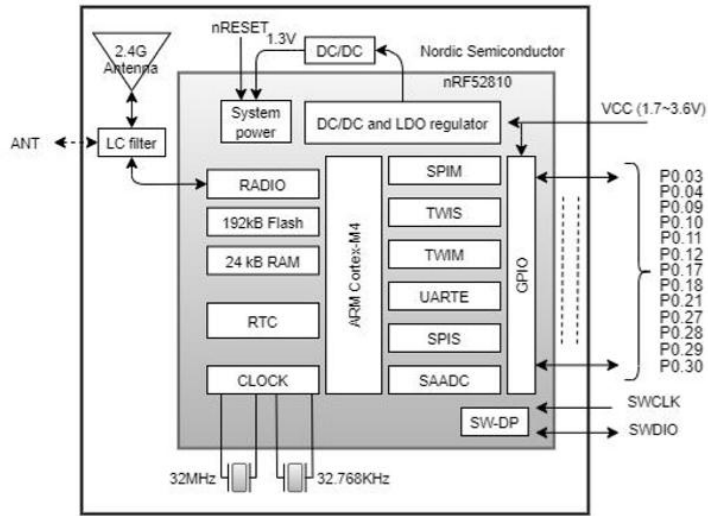 nRESET
1.3V
DC/DC
Nordic Semiconductor
2.4G
Antenna
nRF52810
System
power
DC/DC and LDO regulator
VCC (1.7~3.6V)
ANT
LC filter
RADIO
192kB Flash
24 kB RAM
RTC
CLOCK
ARM Cortex-M4
SPIM
TWIS
TWIM
UARTE
SPIS
SAADC
GPIO
P0.03
P0.04
P0.09
P0.10
P0.11
P0.12
P0.17
P0.18
P0.21
P0.27
P0.28
P0.29
P0.30
SW-DP
SWCLK
SWDIO
32MHz
32.768KHz